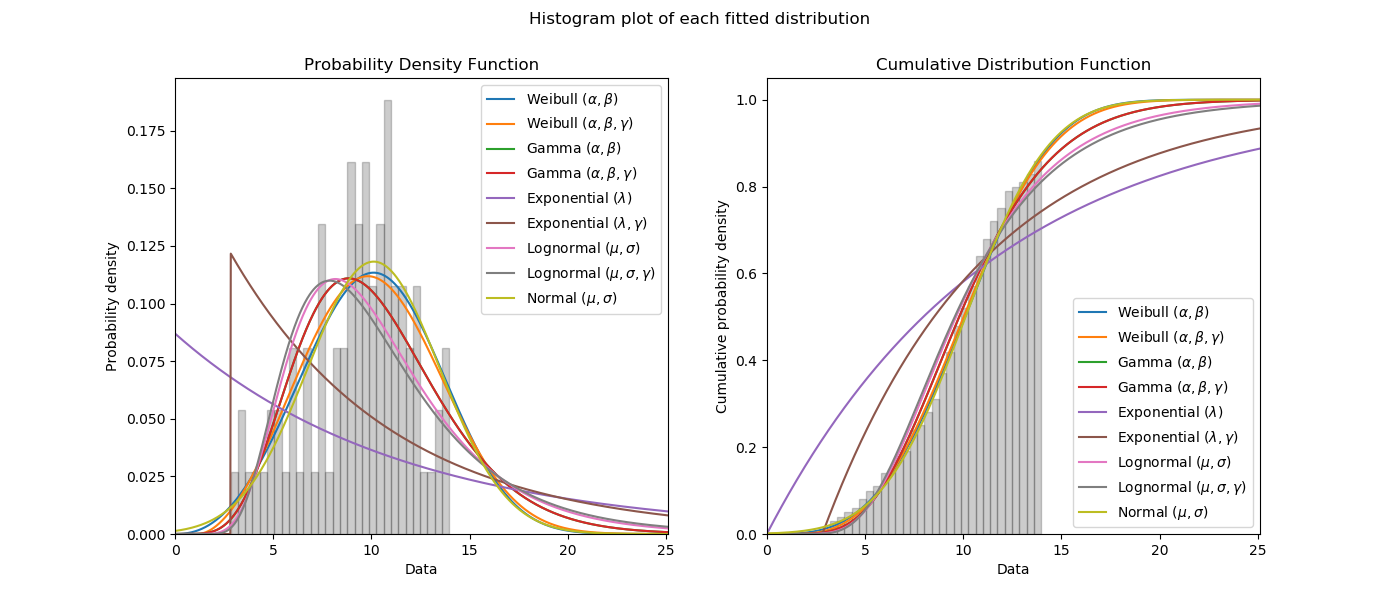 Histogram plot of each fitted distribution
Probability Density Function
Probability density
0.175
0.150
0.125
0.100
0.075
0.050
0.025
0.000
0 5 10 15 20 25
Data
Weibull (α, β)
Weibull (α, β, γ)
Gamma (α, β)
Gamma (α, β, γ)
Exponential (λ)
Exponential (λ, γ)
Lognormal (μ, σ)
Lognormal (μ, σ, γ)
Normal (μ, σ)
Cumulative Distribution Function
Cumulative probability density
1.0
0.8
0.6
0.4
0.2
0.0
0 5 10 15 20 25
Data
Weibull (α, β)
Weibull (α, β, γ)
Gamma (α, β)
Gamma (α, β, γ)
Exponential (λ)
Exponential (λ, γ)
Lognormal (μ, σ)
Lognormal (μ, σ, γ)
Normal (μ, σ)